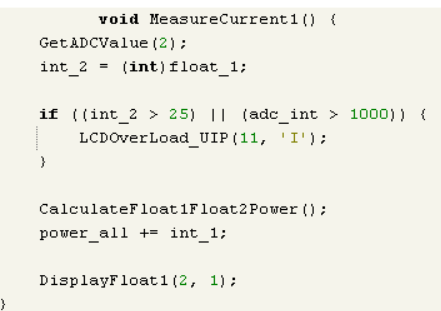 void MeasureCurrent1() {
GetADCValue(2);
int_2 = (int)float_1;
if ((int_2 > 25) || (adc_int > 1000)) {
LCDOverLoad_UIP(11, 'I');
}
CalculateFloat1Float2Power();
power_all += int_1;
DisplayFloat1(2, 1);
}